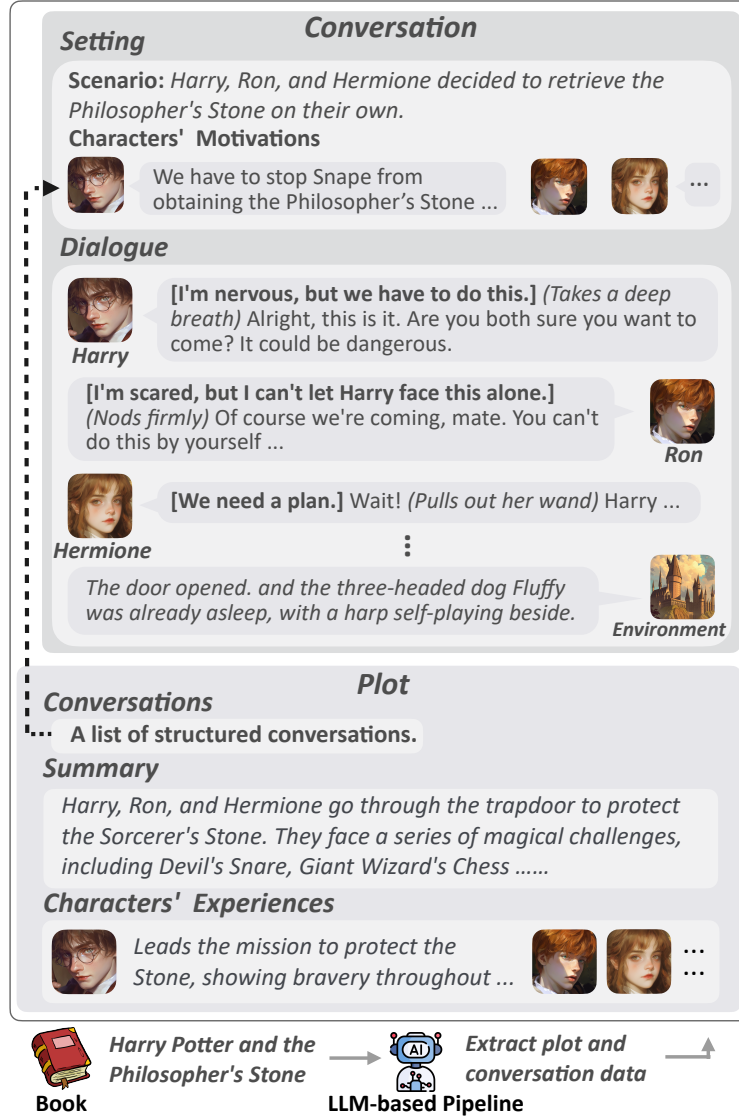 Conversation
Setting
Scenario: Harry, Ron, and Hermione decided to retrieve the
Philosopher's Stone on their own.
Characters' Motivations
We have to stop Snape from
obtaining the Philosopher’s Stone ...
...
Dialogue
[I'm nervous, but we have to do this.] (Takes a deep
breath) Alright, this is it. Are you both sure you want to
come? It could be dangerous.
Harry
[I'm scared, but I can't let Harry face this alone.]
(Nods firmly) Of course we're coming, mate. You can't
do this by yourself ...
Ron
[We need a plan.] Wait! (Pulls out her wand) Harry ...
Hermione
⋮
The door opened. and the three-headed dog Fluffy
was already asleep, with a harp self-playing beside.
Environment
Plot
Conversations
A list of structured conversations.
Summary
Harry, Ron, and Hermione go through the trapdoor to protect
the Sorcerer's Stone. They face a series of magical challenges,
including Devil's Snare, Giant Wizard's Chess ......
Characters' Experiences
Leads the mission to protect the
Stone, showing bravery throughout ...
...
...
Harry Potter and the
Philosopher's Stone
AI
Extract plot and
conversation data
Book
LLM-based Pipeline